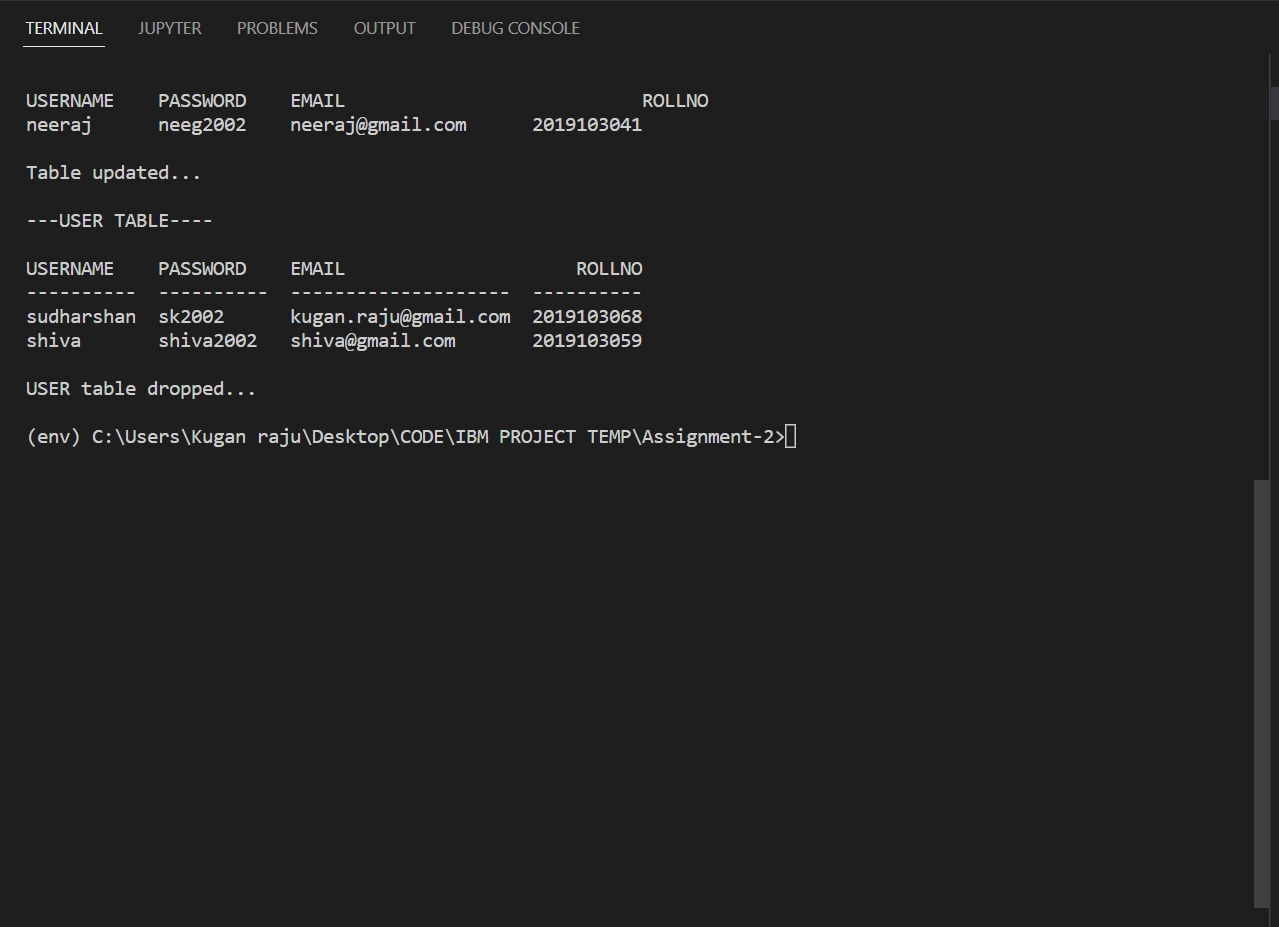 TERMINAL JUPYTER PROBLEMS OUTPUT DEBUG CONSOLE
USERNAME    PASSWORD    EMAIL                           ROLLNO
neeraj      neeg2002    neeraj@gmail.com      2019103041
Table updated...
---USER TABLE----
USERNAME    PASSWORD    EMAIL                     ROLLNO
----------  ----------  --------------------  ----------
sudharshan  sk2002      kugan.raju@gmail.com  2019103068
shiva       shiva2002   shiva@gmail.com       2019103059
USER table dropped...
(env) C:\Users\Kugan raju\Desktop\CODE\IBM PROJECT TEMP\Assignment-2>